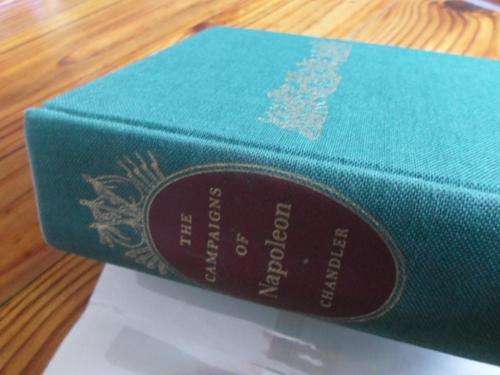 THE
CAMPAIGNS
OF
Napoleon
CHANDLER